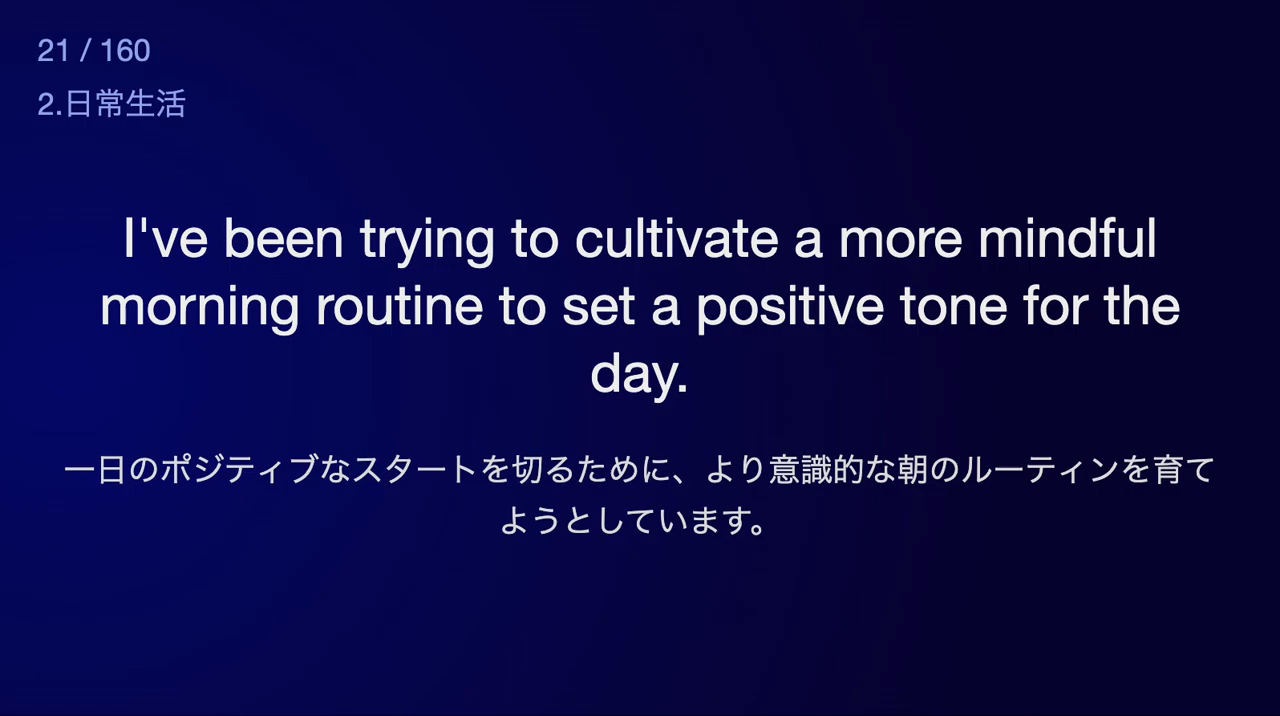 21 / 160
2.日常生活
I've been trying to cultivate a more mindful
morning routine to set a positive tone for the
day.
一日のポジティブなスタートを切るために、より意識的な朝のルーティンを育て
ようとしています。